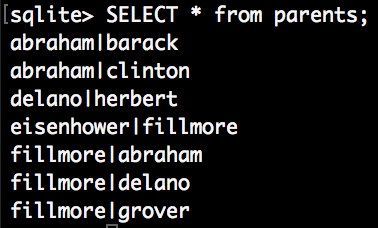 sqlite> SELECT * from parents;
abraham|barack
abraham|clinton
delano|herbert
eisenhower|fillmore
fillmore|abraham
fillmore|delano
fillmore|grover